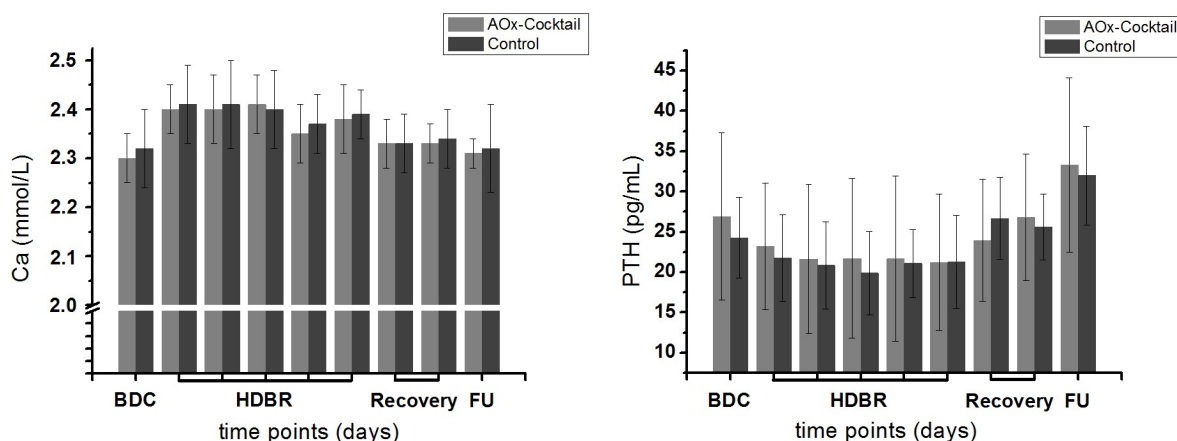 AOx-Cocktail
Control
Ca (mmol/L)
2.5
2.4
2.3
2.2
2.1
2.0
BDC HDBR Recovery FU
time points (days)
AOx-Cocktail
Control
PTH (pg/mL)
45
40
35
30
25
20
15
10
BDC HDBR Recovery FU
time points (days)